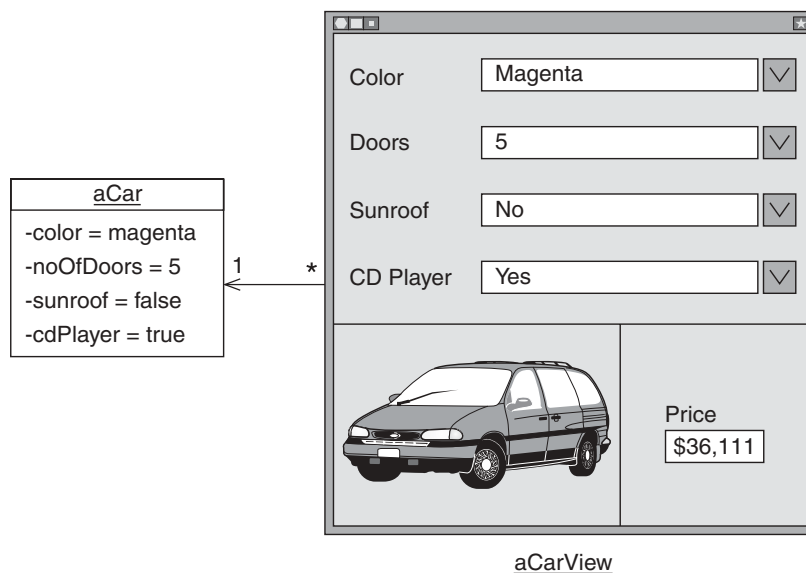 aCar
-color = magenta
-noOfDoors = 5
-sunroof = false
-cdPlayer = true
1
*
Color
Magenta
Doors
5
Sunroof
No
CD Player
Yes
Price
$36,111
aCarView